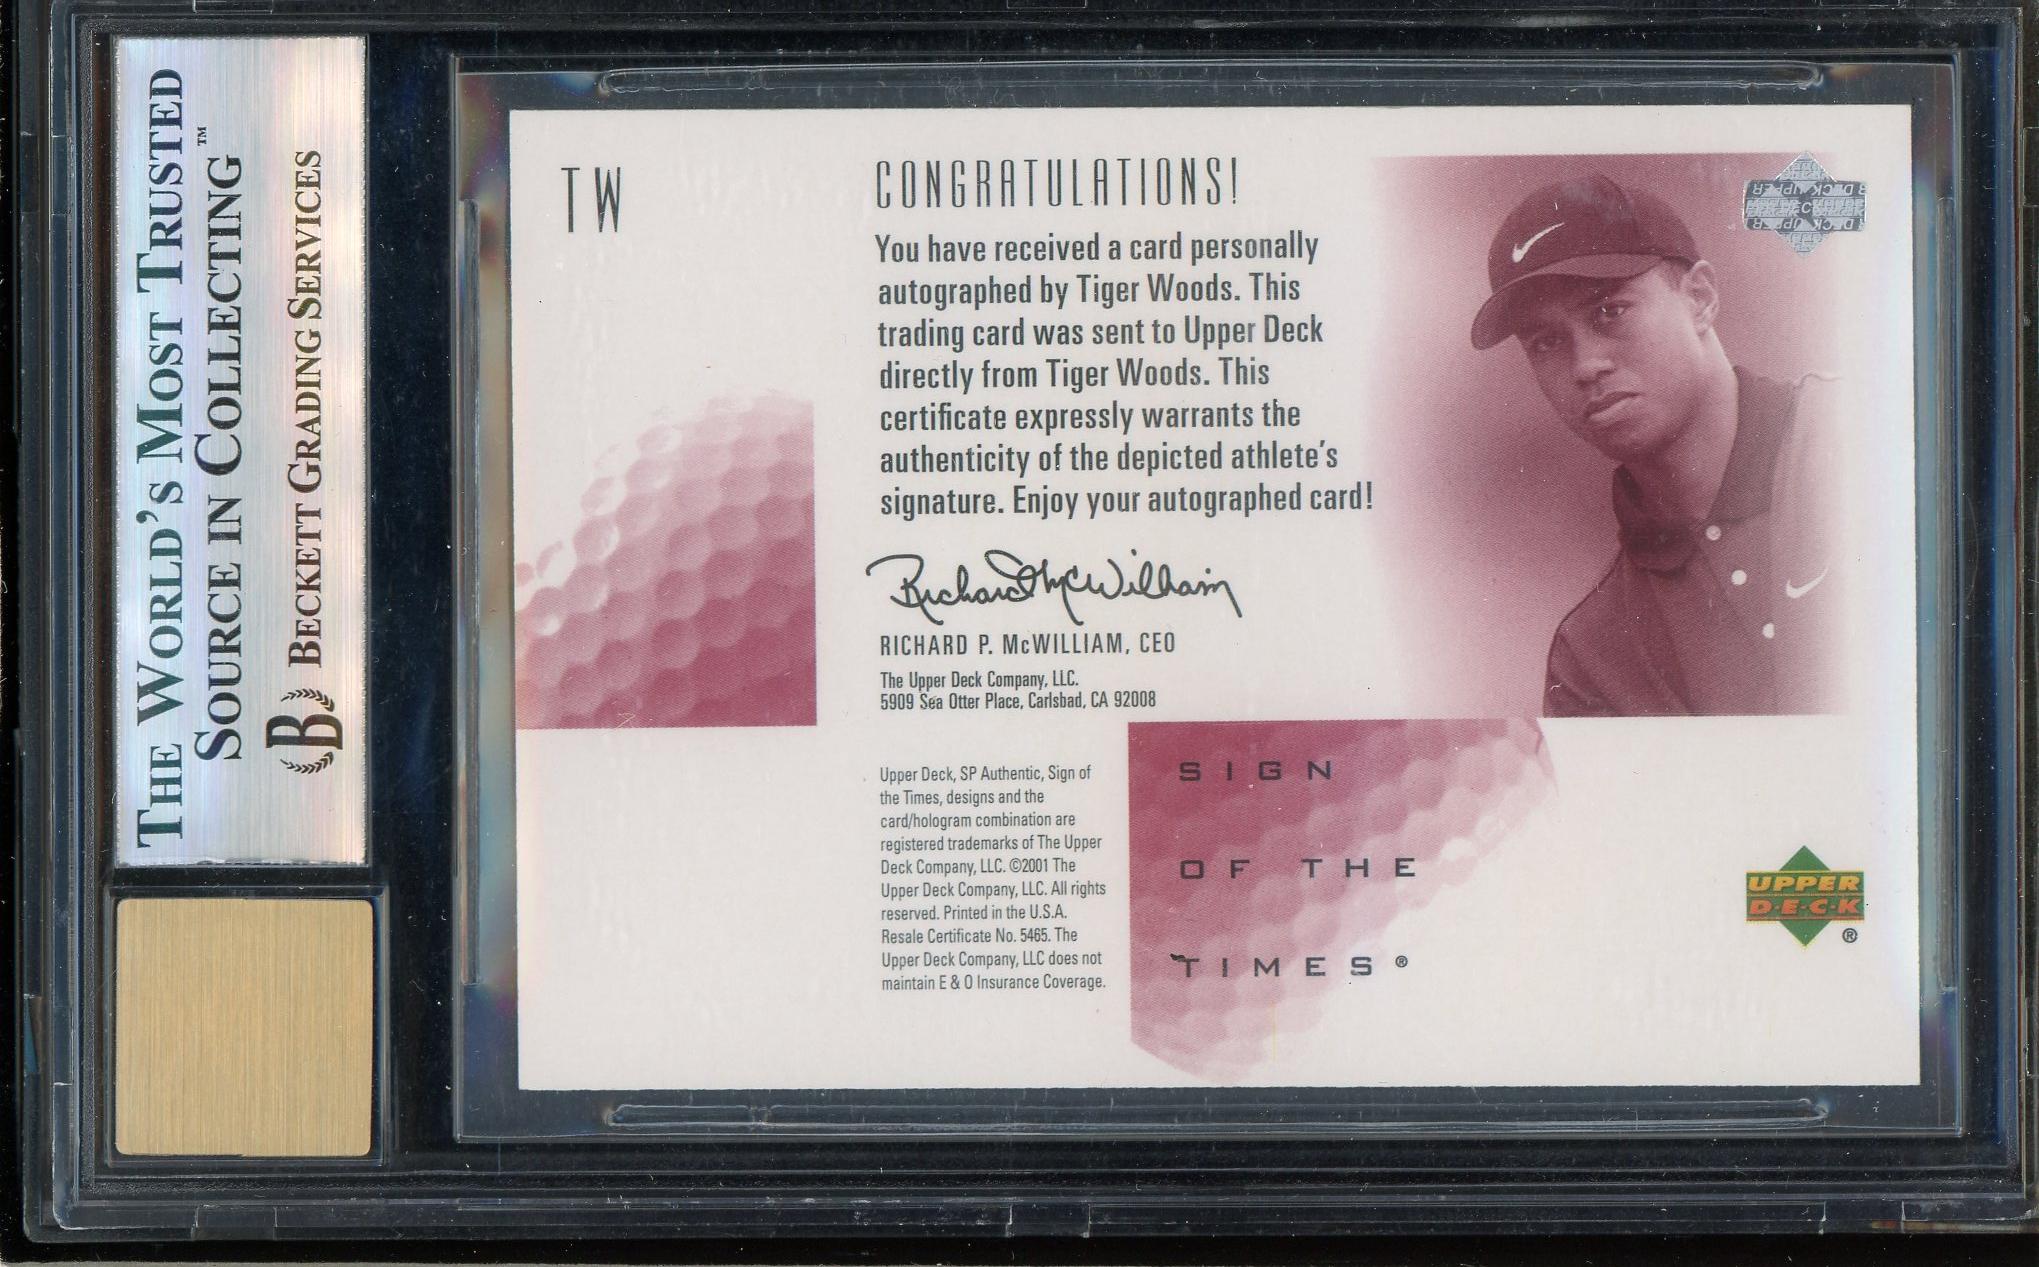 THE WORLD'S MOST TRUSTED
SOURCE IN COLLECTING™
B BECKETT GRADING SERVICES
TW
CONGRATULATIONS!
You have received a card personally
autographed by Tiger Woods. This
trading card was sent to Upper Deck
directly from Tiger Woods. This
certificate expressly warrants the
authenticity of the depicted athlete's
signature. Enjoy your autographed card!
Richard McWilliam
RICHARD P. McWILLIAM, CEO
The Upper Deck Company, LLC.
5909 Sea Otter Place, Carlsbad, CA 92008
Upper Deck, SP Authentic, Sign of
the Times, designs and the
card/hologram combination are
registered trademarks of The Upper
Deck Company, LLC. ©2001 The
Upper Deck Company, LLC. All rights
reserved. Printed in the U.S.A.
Resale Certificate No. 5465. The
Upper Deck Company, LLC does not
maintain E & O Insurance Coverage.
SIGN
OF THE
TIMES®
UPPER
D·E·C·K
®